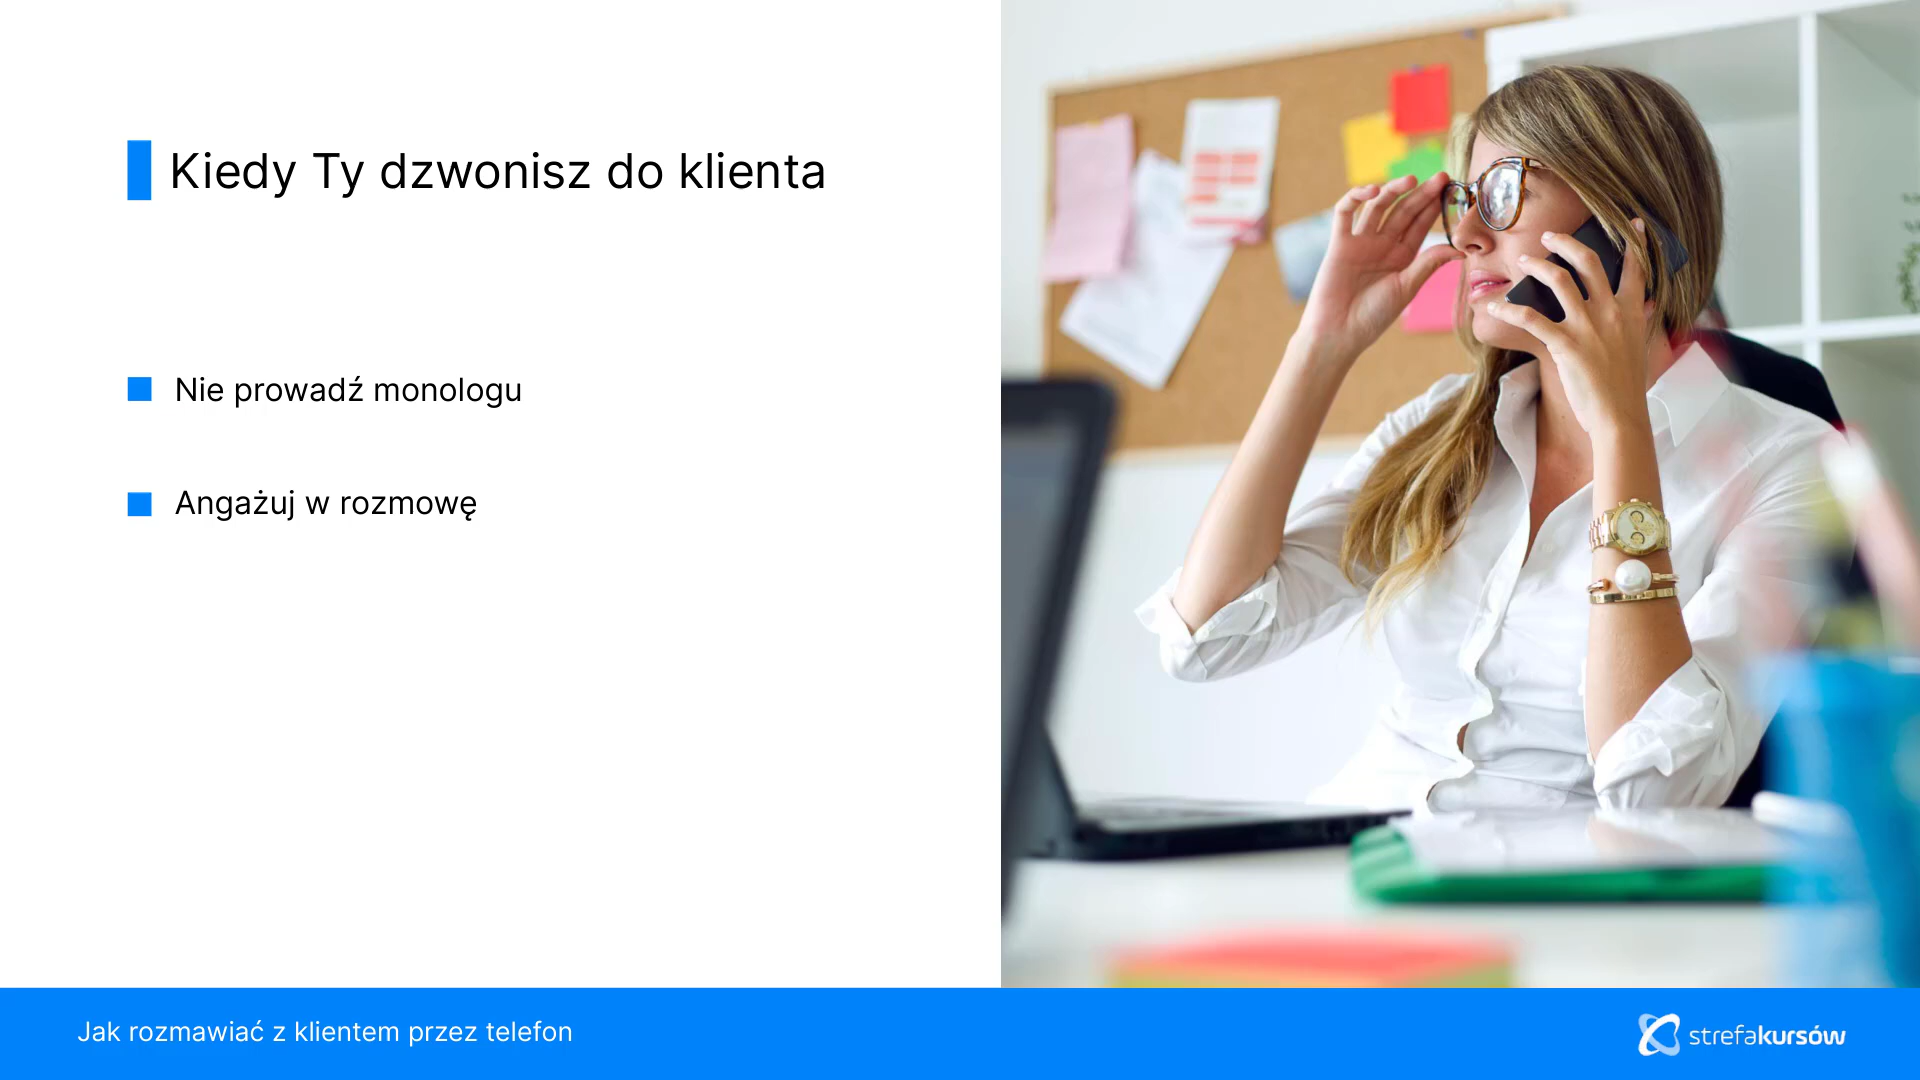 Kiedy Ty dzwonisz do klienta
Nie prowadź monologu
Angażuj w rozmowę
Jak rozmawiać z klientem przez telefon
strefakursów